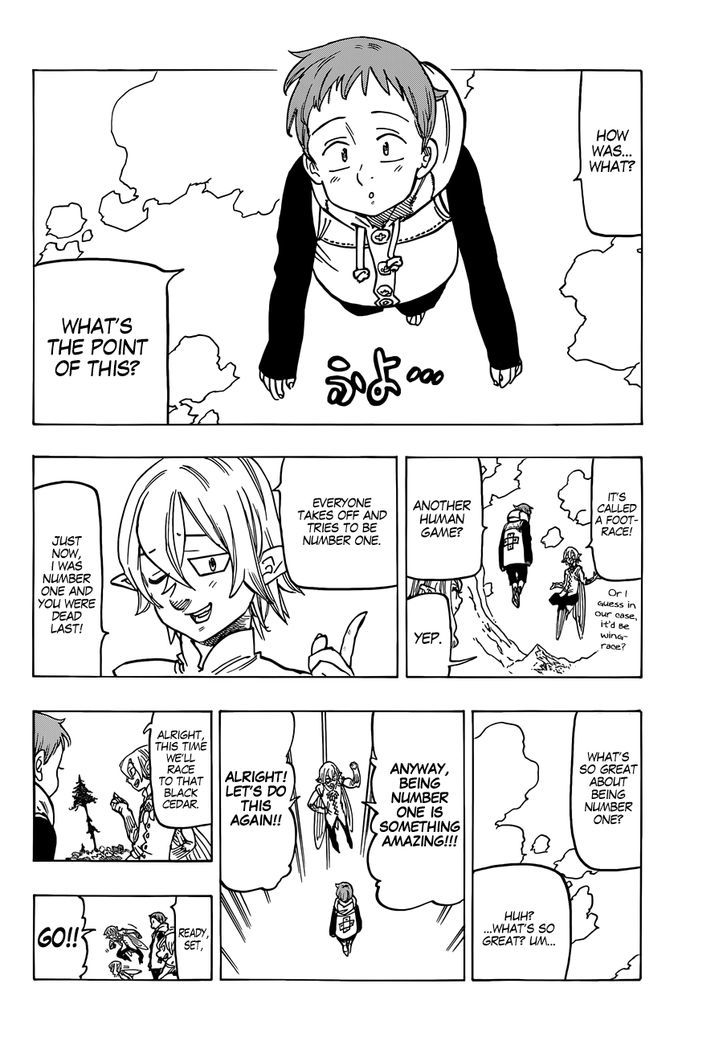 HOW
WAS...
WHAT?
WHAT'S
THE POINT
OF THIS?
ふよ...
IT'S
CALLED
A FOOT-
RACE!
Or I
guess in
our case,
it'd be
wing-
race?
ANOTHER
HUMAN
GAME?
YEP.
EVERYONE
TAKES OFF AND
TRIES TO BE
NUMBER ONE.
JUST
NOW,
I WAS
NUMBER
ONE AND
YOU WERE
DEAD
LAST!
WHAT'S
SO GREAT
ABOUT
BEING
NUMBER
ONE?
HUH?
...WHAT'S SO
GREAT? UM...
ANYWAY,
BEING
NUMBER
ONE IS
SOMETHING
AMAZING!!!
ALRIGHT!
LET'S DO
THIS
AGAIN!!
ALRIGHT,
THIS TIME
WE'LL
RACE
TO THAT
BLACK
CEDAR.
READY,
SET,
GO!!